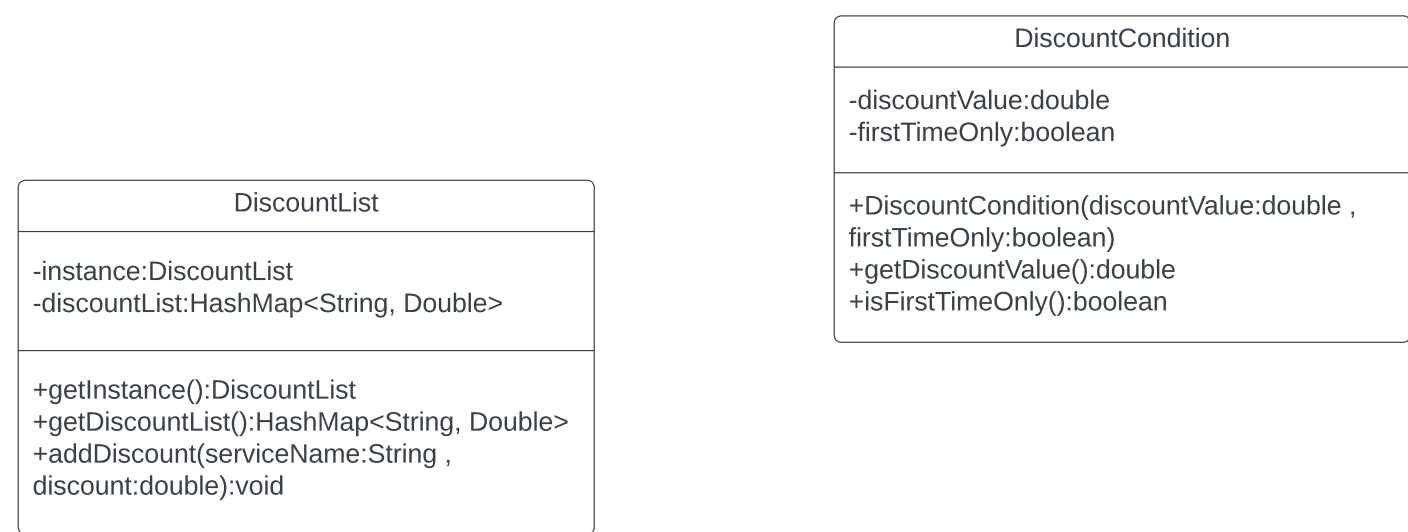 DiscountCondition
-discountValue:double
-firstTimeOnly:boolean
+DiscountCondition(discountValue:double ,
firstTimeOnly:boolean)
+getDiscountValue():double
+isFirstTimeOnly():boolean
DiscountList
-instance:DiscountList
-discountList:HashMap<String, Double>
+getInstance():DiscountList
+getDiscountList():HashMap<String, Double>
+addDiscount(serviceName:String ,
discount:double):void